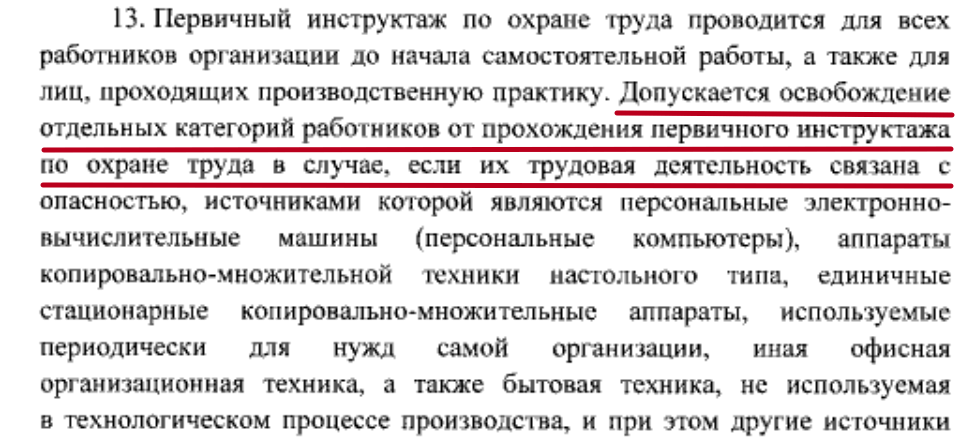 13. Первичный инструктаж по охране труда проводится для всех
работников организации до начала самостоятельной работы, а также для
лиц, проходящих производственную практику. Допускается освобождение
отдельных категорий работников от прохождения первичного инструктажа
по охране труда в случае, если их трудовая деятельность связана с
опасностью, источниками которой являются персональные электронно-
вычислительные машины (персональные компьютеры), аппараты
копировально-множительной техники настольного типа, единичные
стационарные копировально-множительные аппараты, используемые
периодически для нужд самой организации, иная офисная
организационная техника, а также бытовая техника, не используемая
в технологическом процессе производства, и при этом другие источники